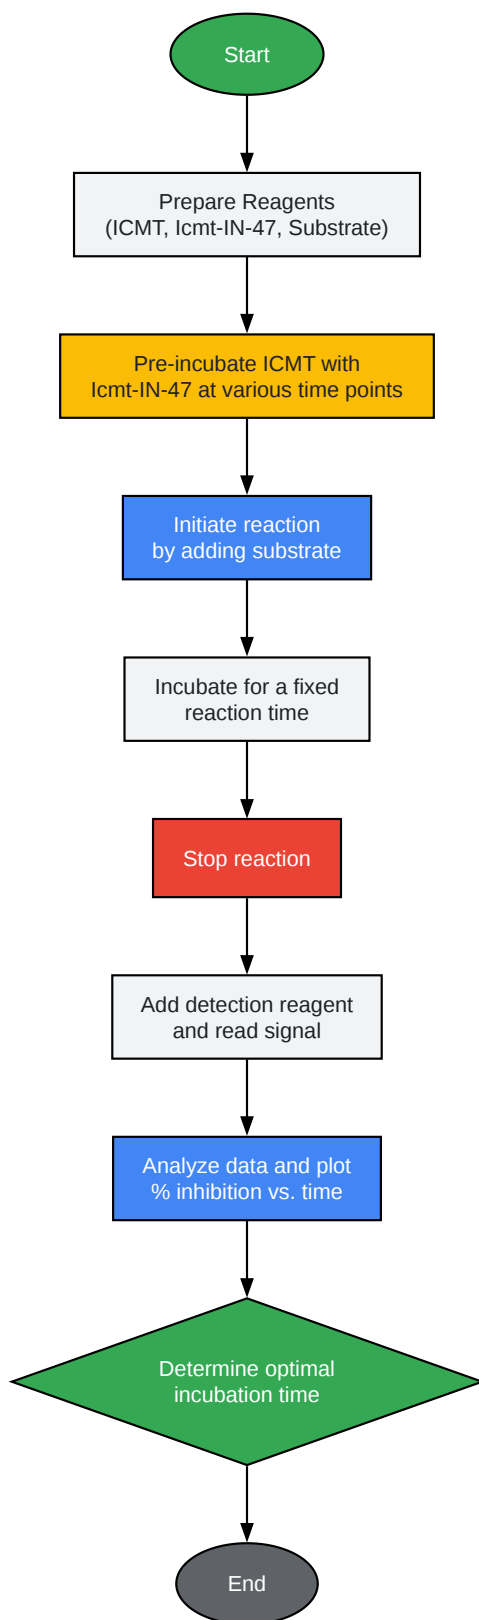 Start
Prepare Reagents
(ICMT, Icmt-IN-47, Substrate)
Pre-incubate ICMT with
Icmt-IN-47 at various time points
Initiate reaction
by adding substrate
Incubate for a fixed
reaction time
Stop reaction
Add detection reagent
and read signal
Analyze data and plot
% inhibition vs. time
Determine optimal
incubation time
End